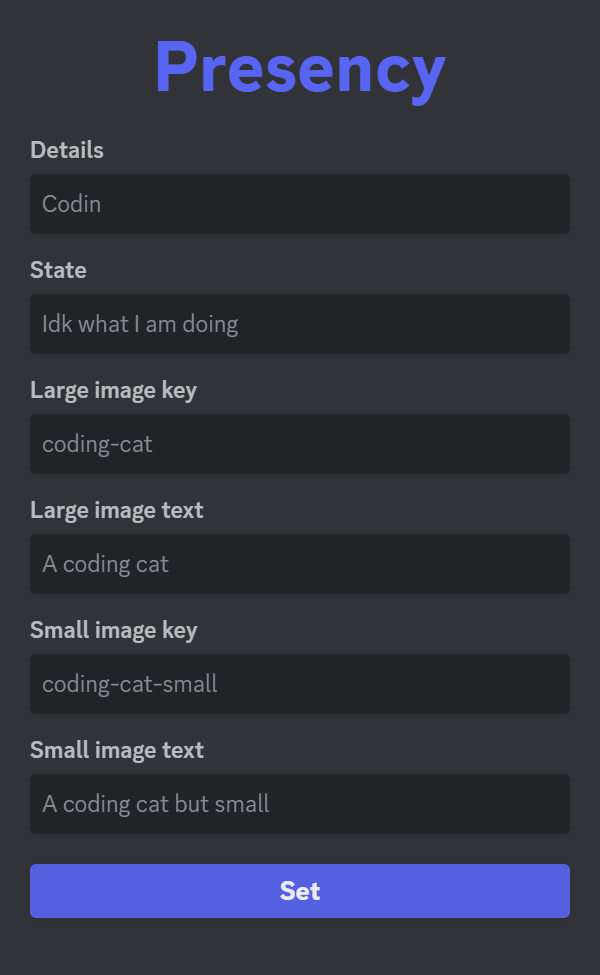 Presency
Details
Codin
State
Idk what I am doing
Large image key
coding-cat
Large image text
A coding cat
Small image key
coding-cat-small
Small image text
A coding cat but small
Set